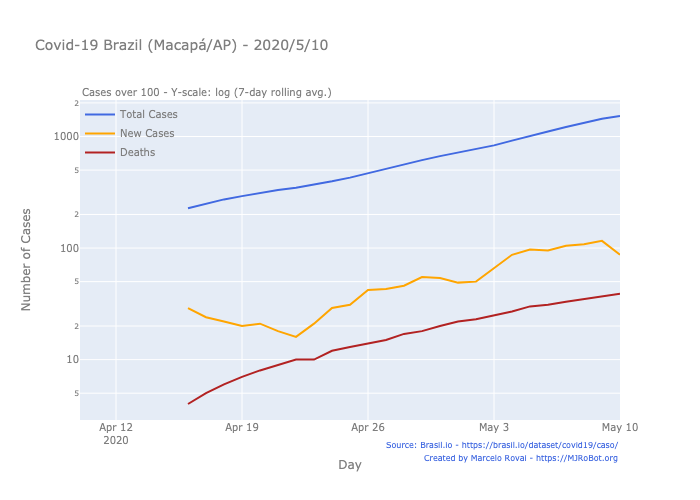 Covid-19 Brazil (Macapá/AP) - 2020/5/10
Cases over 100 - Y-scale: log (7-day rolling avg.)
Total Cases
New Cases
Deaths
Number of Cases
2
1000
5
2
100
5
2
10
5
Apr 12
2020
Apr 19
Apr 26
May 3
May 10
Day
Source: Brasil.io - https://brasil.io/dataset/covid19/caso/
Created by Marcelo Rovai - https://MJRoBot.org